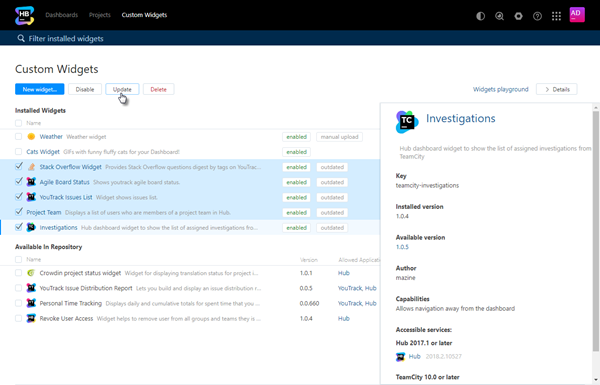 HB
Dashboards Projects Custom Widgets
AD
Filter installed widgets
Custom Widgets
New widget... Disable Update Delete
Widgets playground > Details
Installed Widgets
Name
Weather Weather widget enabled manual upload
Cats Widget GIFs with funny fluffy cats for your Dashboard! enabled
Stack Overflow Widget Provides Stack Overflow questions digest by tags on YouTrac... enabled outdated
Agile Board Status Shows youtrack agile board status. enabled outdated
YouTrack Issues List Widget shows issues list. enabled outdated
Project Team Displays a list of users who are members of a project team in Hub. enabled outdated
Investigations Hub dashboard widget to show the list of assigned investigations fro... enabled outdated
Available In Repository
Name Version Allowed Applicat
Crowdin project status widget Widget for displaying translation status for project i... 1.0.1 Hub
YouTrack Issue Distribution Report Lets you build and display an issue distribution r... 0.0.5 YouTrack, Hub
Personal Time Tracking Displays daily and cumulative totals for time that you spent... 0.0.660 YouTrack, Hub
Revoke User Access Widget helps to remove user from all groups and teams they is... 1.0.4 Hub
TC
Investigations
Hub dashboard widget to show the list of assigned investigations from
TeamCity
Key
teamcity-investigations
Installed version
1.0.4
Available version
1.0.5
Author
mazine
Capabilities
Allows navigation away from the dashboard
Accessible services:
Hub 2017.1 or later
Hub 2018.2.10527
TeamCity 10.0 or later